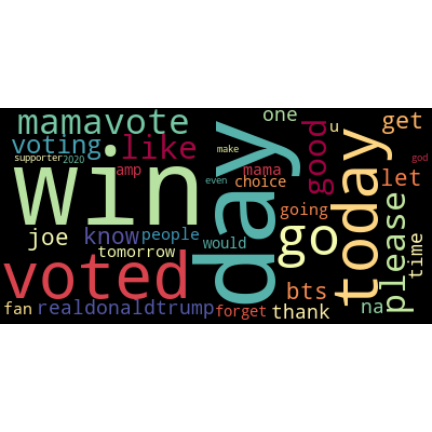 mamavote
one
get
voting
like
good
u
today
supporter
2020
amp
make
mama
god
win
day
even
choice
let
joe
know
people
would
going
go
please
time
tomorrow
voted
bts
na
fan
realdonaldtrump
forget
thank